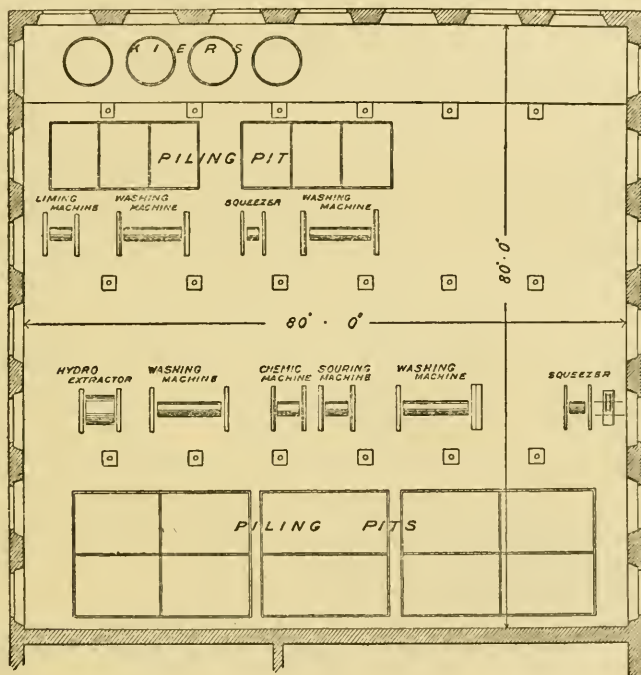 KIERS
PILING PIT
LIMING
MACHINE
WASHING
MACHINE
SQUEEZER
WASHING
MACHINE
80'. 0"
80'. 0"
HYDRO
EXTRACTOR
WASHING
MACHINE
CHEMIC
MACHINE
SOURING
MACHINE
WASHING
MACHINE
SQUEEZER
PILING PITS